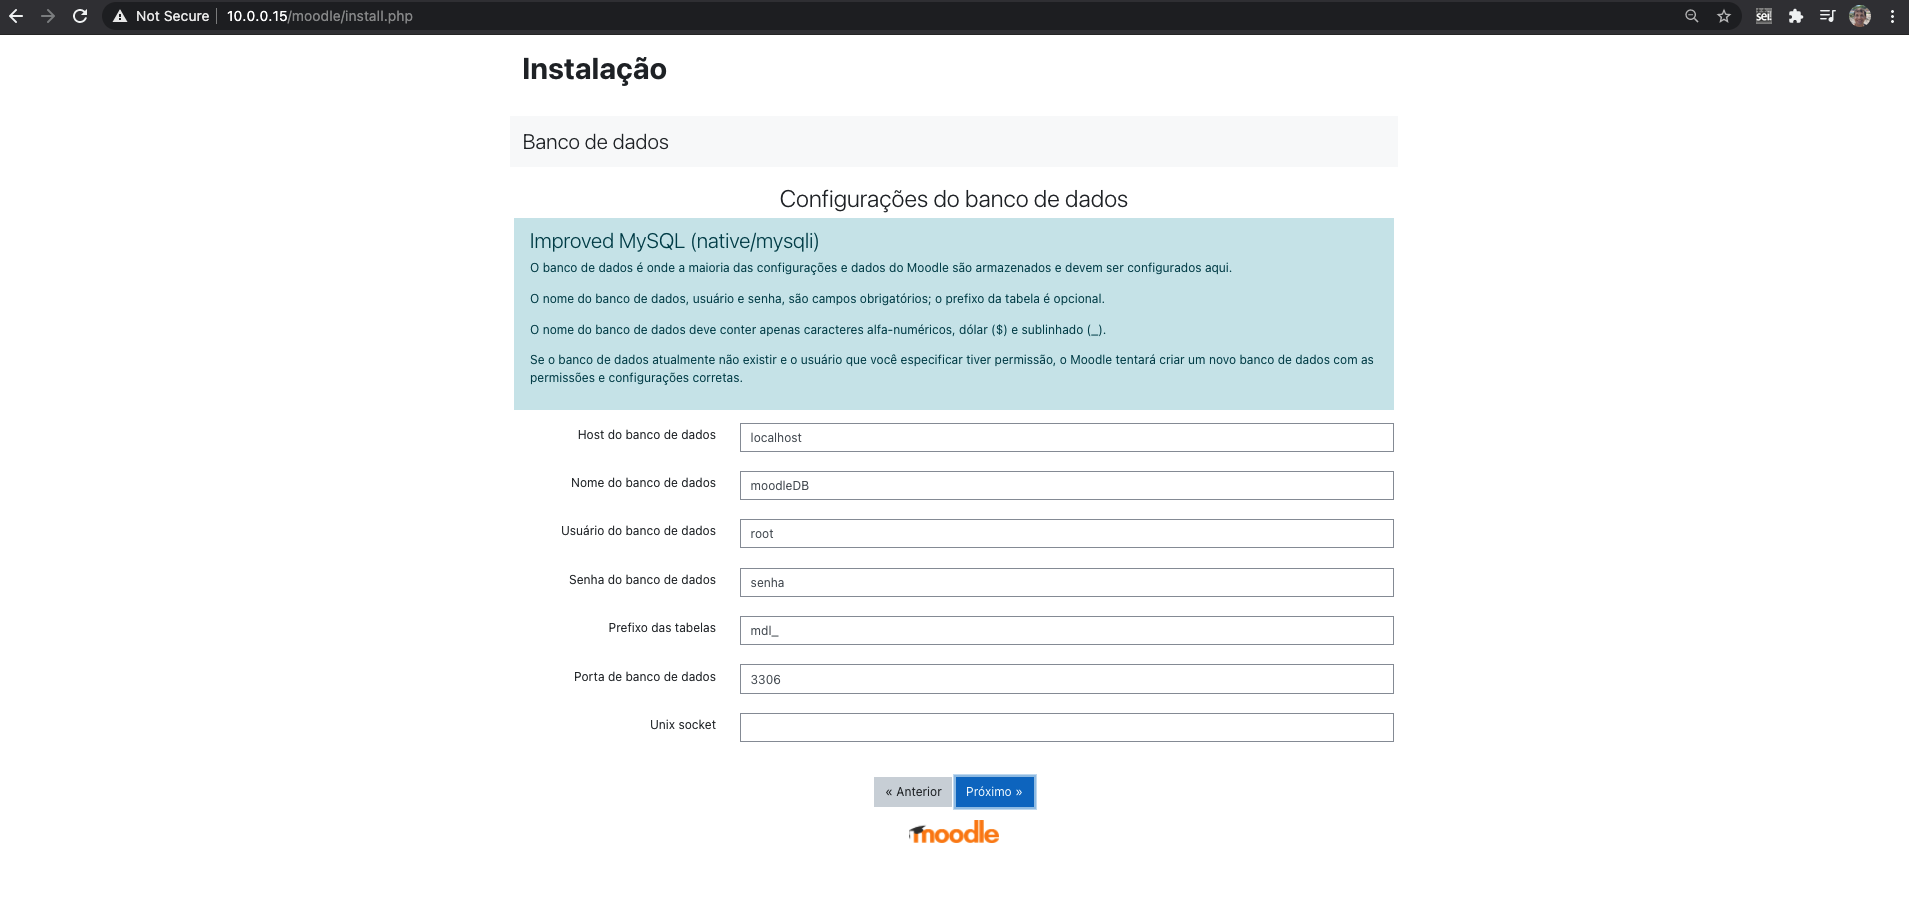 Not Secure | 10.0.0.15/moodle/install.php
sei!
Instalação
Banco de dados
Configurações do banco de dados
Improved MySQL (native/mysqli)
O banco de dados é onde a maioria das configurações e dados do Moodle são armazenados e devem ser configurados aqui.
O nome do banco de dados, usuário e senha, são campos obrigatórios; o prefixo da tabela é opcional.
O nome do banco de dados deve conter apenas caracteres alfa-numéricos, dólar ($) e sublinhado (_).
Se o banco de dados atualmente não existir e o usuário que você especificar tiver permissão, o Moodle tentará criar um novo banco de dados com as
permissões e configurações corretas.
Host do banco de dados localhost
Nome do banco de dados moodleDB
Usuário do banco de dados root
Senha do banco de dados senha
Prefixo das tabelas mdl_
Porta de banco de dados 3306
Unix socket
« Anterior Próximo »
moodle